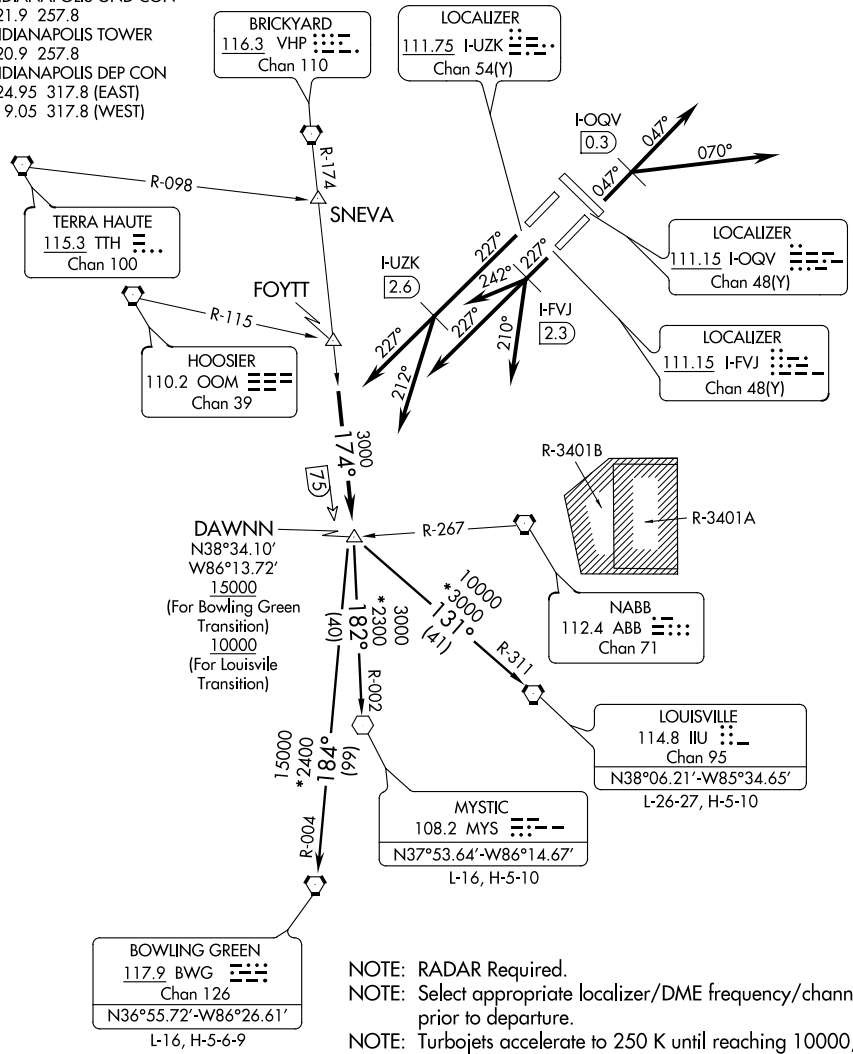 121.9 257.8
INDIANAPOLIS TOWER
120.9 257.8
INDIANAPOLIS DEP CON
124.95 317.8 (EAST)
119.05 317.8 (WEST)
BRICKYARD
116.3 VHP
Chan 110
LOCALIZER
111.75 I-UZK
Chan 54(Y)
I-OQV
0.3
047°
047°
070°
R-174
R-098
SNEVA
TERRA HAUTE
115.3 TTH
Chan 100
LOCALIZER
111.15 I-OQV
Chan 48(Y)
I-UZK
2.6
227°
242°
227°
227°
227°
212°
210°
I-FVJ
2.3
FOYTT
R-115
HOOSIER
110.2 OOM
Chan 39
LOCALIZER
111.15 I-FVJ
Chan 48(Y)
3000
174°
75
R-3401B
R-3401A
DAWNN
N38°34.10'
W86°13.72'
15000
(For Bowling Green
Transition)
10000
(For Louisvile
Transition)
R-267
NABB
112.4 ABB
Chan 71
3000
*2300
182°
(40)
R-002
10000
*3000
131°
(41)
R-311
LOUISVILLE
114.8 IIU
Chan 95
N38°06.21'-W85°34.65'
L-26-27, H-5-10
15000
*2400
184°
(99)
R-004
MYSTIC
108.2 MYS
N37°53.64'-W86°14.67'
L-16, H-5-10
BOWLING GREEN
117.9 BWG
Chan 126
N36°55.72'-W86°26.61'
L-16, H-5-6-9
NOTE: RADAR Required.
NOTE: Select appropriate localizer/DME frequency/chann
prior to departure.
NOTE: Turbojets accelerate to 250 K until reaching 10000,